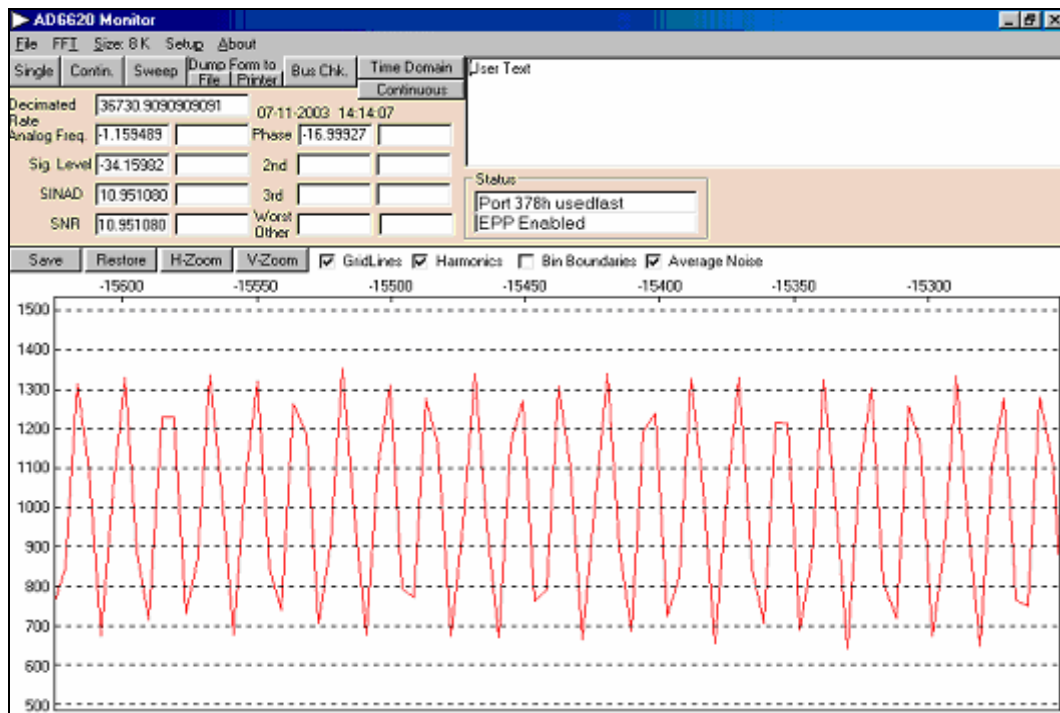 AD6620 Monitor
File FFT Size: 8 K Setup About
Single Contin. Sweep Dump Form to File Printer Bus Chk. Time Domain Continuous
User Text
Decimated Rate 36730.9090909091 07-11-2003 14:14:07
Analog Freq. -1.159489 Phase -16.99927
Sig. Level -34.15982 2nd
SINAD 10.951080 3rd
SNR 10.951080 Worst Other
Status
Port 378h usedfast
EPP Enabled
Save Restore H-Zoom V-Zoom GridLines Harmonics Bin Boundaries Average Noise
-15600 -15550 -15500 -15450 -15400 -15350 -15300
1500
1400
1300
1200
1100
1000
900
800
700
600
500